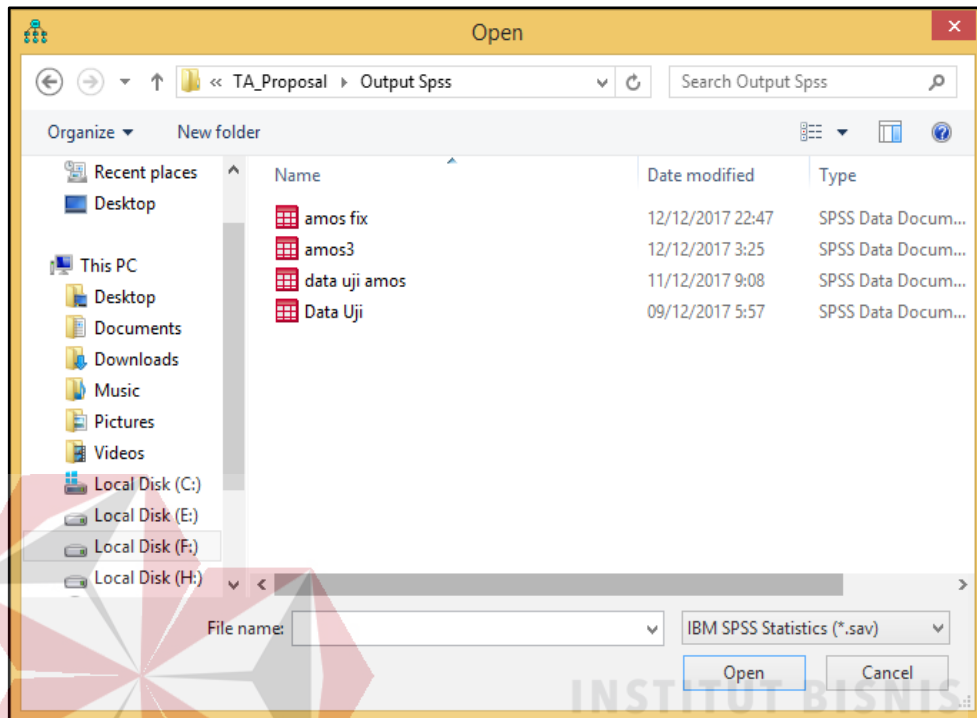 Open
« TA_Proposal Output Spss
Search Output Spss
Organize New folder
Name Date modified Type
Recent places
Desktop
This PC
Desktop
Documents
Downloads
Music
Pictures
Videos
Local Disk (C:)
Local Disk (E:)
Local Disk (F:)
Local Disk (H:)
amos fix 12/12/2017 22:47 SPSS Data Docum...
amos3 12/12/2017 3:25 SPSS Data Docum...
data uji amos 11/12/2017 9:08 SPSS Data Docum...
Data Uji 09/12/2017 5:57 SPSS Data Docum...
File name: IBM SPSS Statistics (*.sav)
Open Cancel
INSTITUT BISNIS